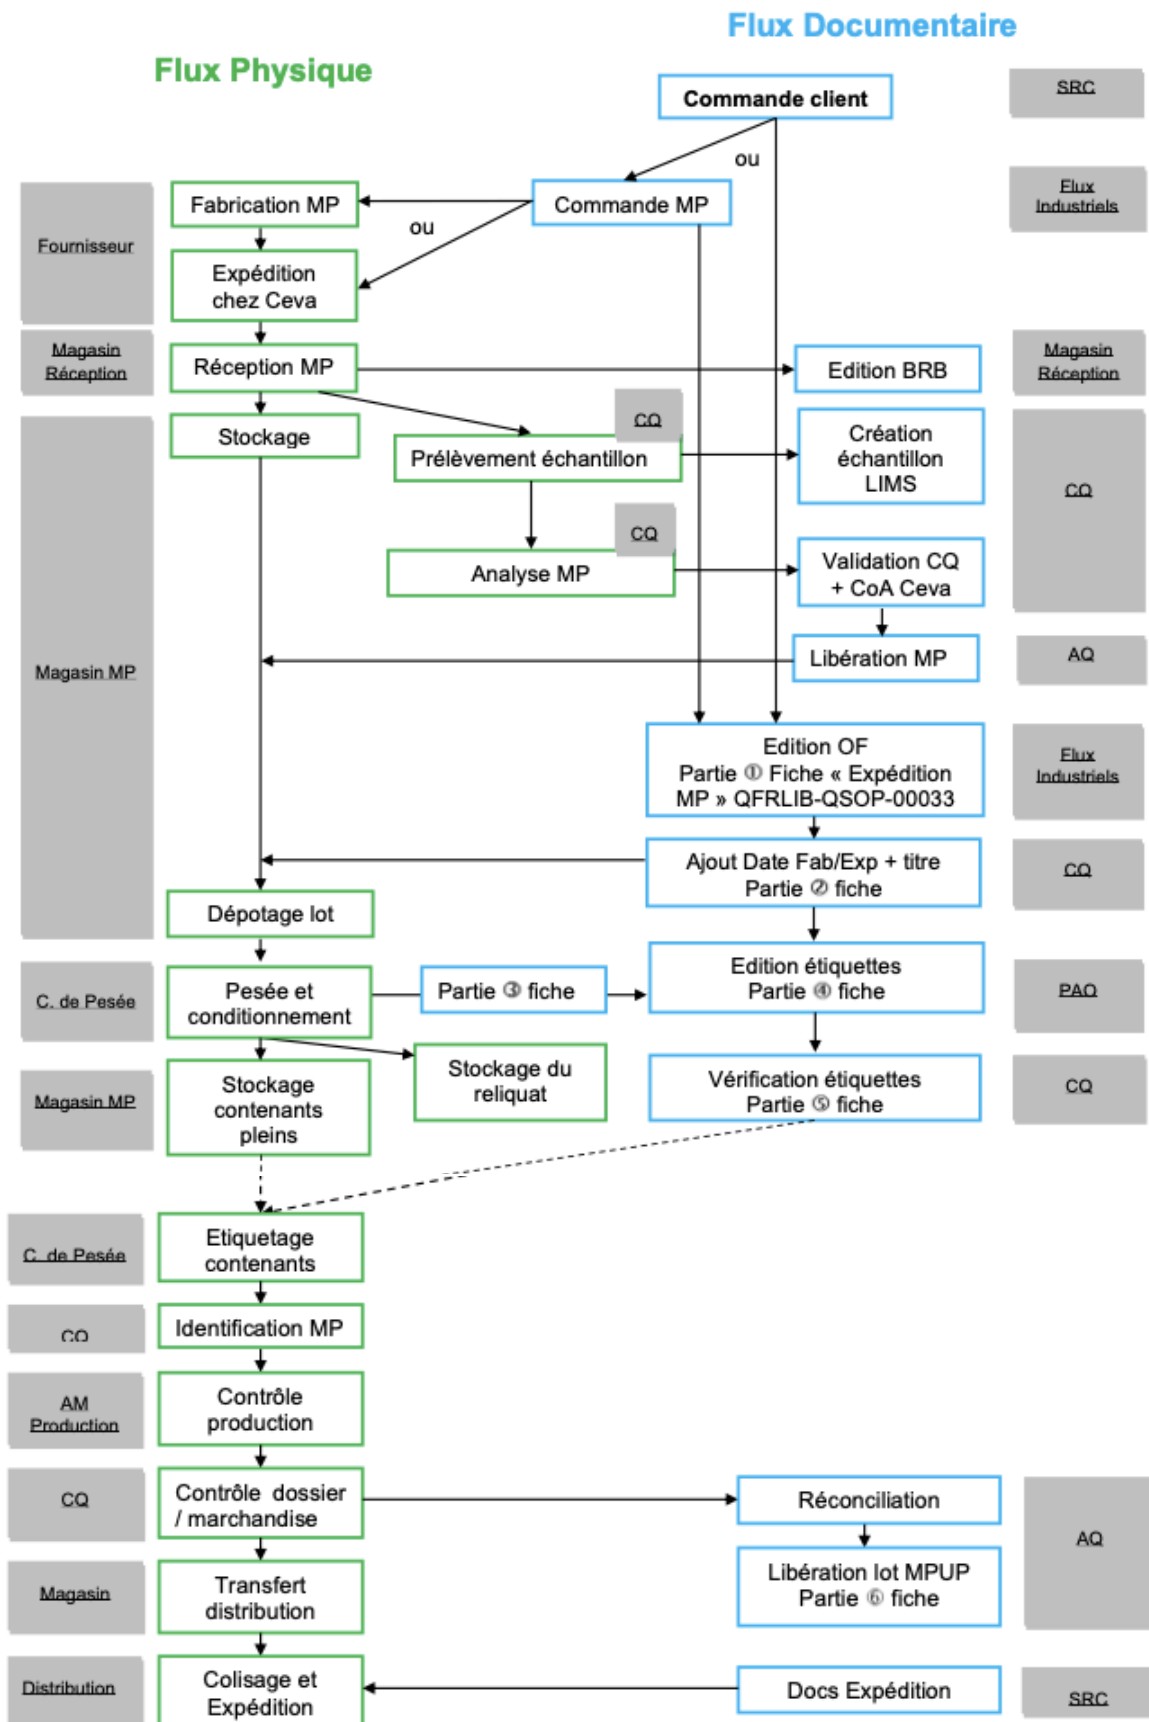 Flux Documentaire
Flux Physique
Commande client
SRC
ou
Fournisseur
Fabrication MP
Commande MP
Flux
Industriels
ou
Expédition
chez Ceva
Magasin
Réception
Réception MP
Edition BRB
Magasin
Réception
Magasin MP
Stockage
CQ
Prélèvement échantillon
Création
échantillon
LIMS
CQ
CQ
Analyse MP
Validation CQ
+ CoA Ceva
Libération MP
AQ
Edition OF
Partie ① Fiche « Expédition
MP » QFRLIB-QSOP-00033
Flux
Industriels
Ajout Date Fab/Exp + titre
Partie ② fiche
CQ
Dépotage lot
C. de Pesée
Pesée et
conditionnement
Partie ③ fiche
Edition étiquettes
Partie ④ fiche
PAO
Magasin MP
Stockage
contenants
pleins
Stockage du
reliquat
Vérification étiquettes
Partie ⑤ fiche
CQ
C. de Pesée
Etiquetage
contenants
CQ
Identification MP
AM
Production
Contrôle
production
CQ
Contrôle dossier
/ marchandise
Réconciliation
AQ
Magasin
Transfert
distribution
Libération lot MPUP
Partie ⑥ fiche
Distribution
Colisage et
Expédition
Docs Expédition
SRC